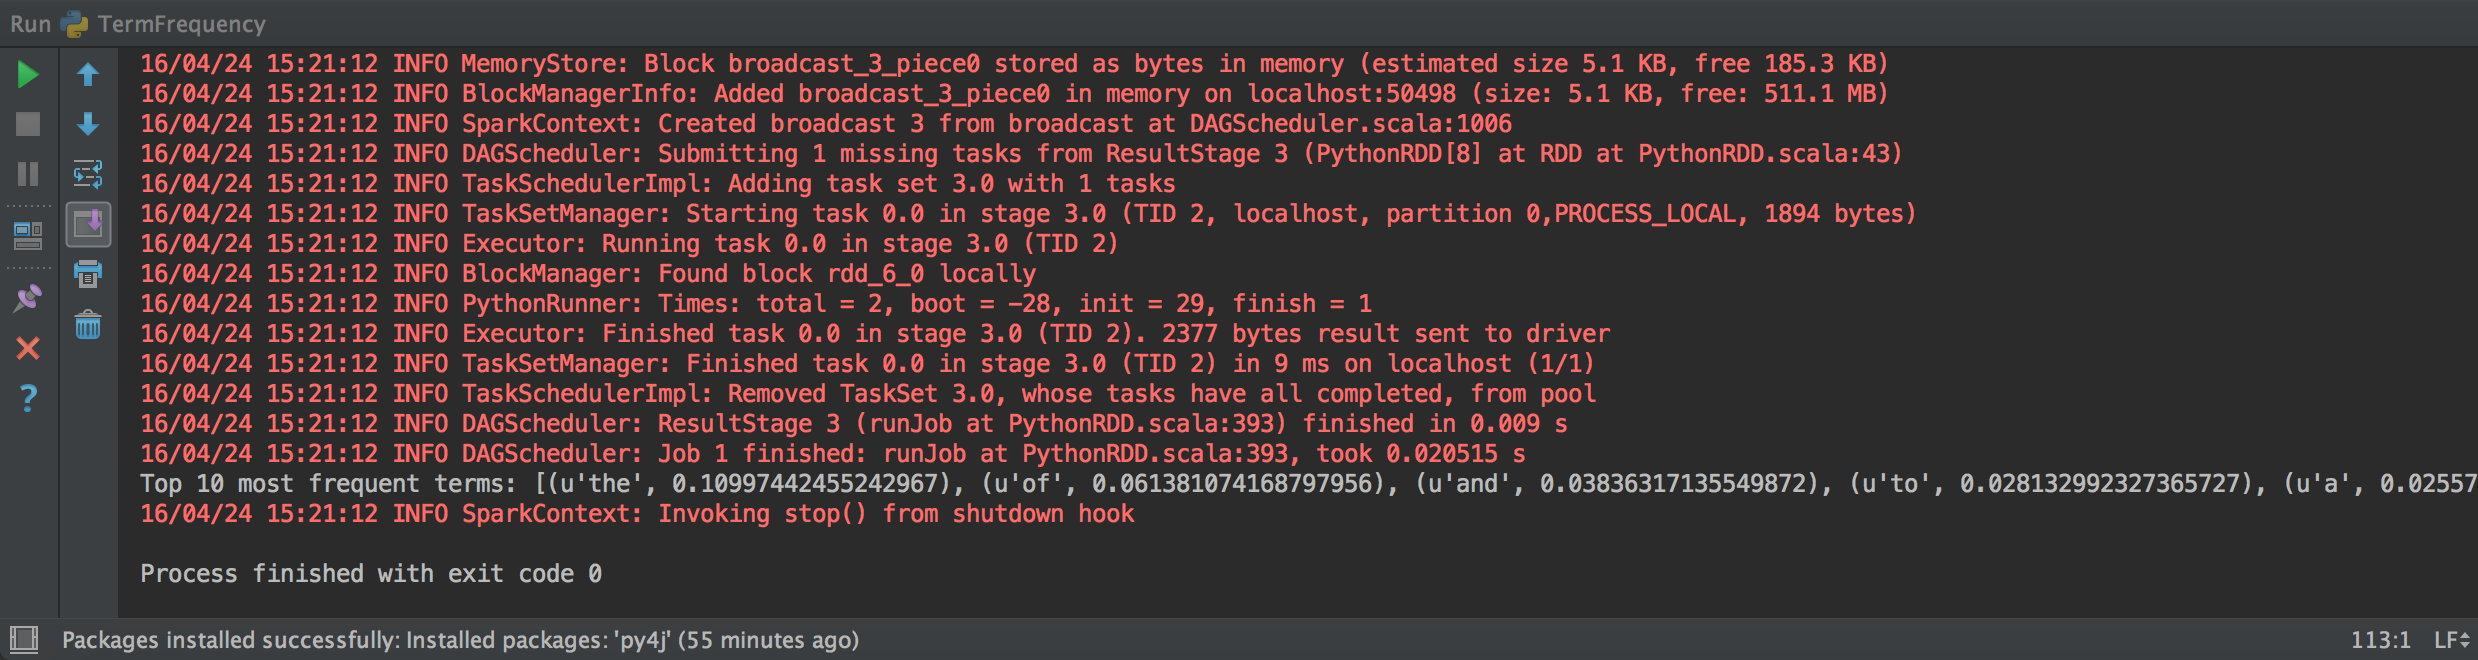 Run TermFrequency
16/04/24 15:21:12 INFO MemoryStore: Block broadcast_3_piece0 stored as bytes in memory (estimated size 5.1 KB, free 185.3 KB)
16/04/24 15:21:12 INFO BlockManagerInfo: Added broadcast_3_piece0 in memory on localhost:50498 (size: 5.1 KB, free: 511.1 MB)
16/04/24 15:21:12 INFO SparkContext: Created broadcast 3 from broadcast at DAGScheduler.scala:1006
16/04/24 15:21:12 INFO DAGScheduler: Submitting 1 missing tasks from ResultStage 3 (PythonRDD[8] at RDD at PythonRDD.scala:43)
16/04/24 15:21:12 INFO TaskSchedulerImpl: Adding task set 3.0 with 1 tasks
16/04/24 15:21:12 INFO TaskSetManager: Starting task 0.0 in stage 3.0 (TID 2, localhost, partition 0,PROCESS_LOCAL, 1894 bytes)
16/04/24 15:21:12 INFO Executor: Running task 0.0 in stage 3.0 (TID 2)
16/04/24 15:21:12 INFO BlockManager: Found block rdd_6_0 locally
16/04/24 15:21:12 INFO PythonRunner: Times: total = 2, boot = -28, init = 29, finish = 1
16/04/24 15:21:12 INFO Executor: Finished task 0.0 in stage 3.0 (TID 2). 2377 bytes result sent to driver
16/04/24 15:21:12 INFO TaskSetManager: Finished task 0.0 in stage 3.0 (TID 2) in 9 ms on localhost (1/1)
16/04/24 15:21:12 INFO TaskSchedulerImpl: Removed TaskSet 3.0, whose tasks have all completed, from pool
16/04/24 15:21:12 INFO DAGScheduler: ResultStage 3 (runJob at PythonRDD.scala:393) finished in 0.009 s
16/04/24 15:21:12 INFO DAGScheduler: Job 1 finished: runJob at PythonRDD.scala:393, took 0.020515 s
Top 10 most frequent terms: [(u'the', 0.10997442455242967), (u'of', 0.061381074168797956), (u'and', 0.03836317135549872), (u'to', 0.028132992327365727), (u'a', 0.02557
16/04/24 15:21:12 INFO SparkContext: Invoking stop() from shutdown hook
Process finished with exit code 0
Packages installed successfully: Installed packages: 'py4j' (55 minutes ago)
113:1 LF